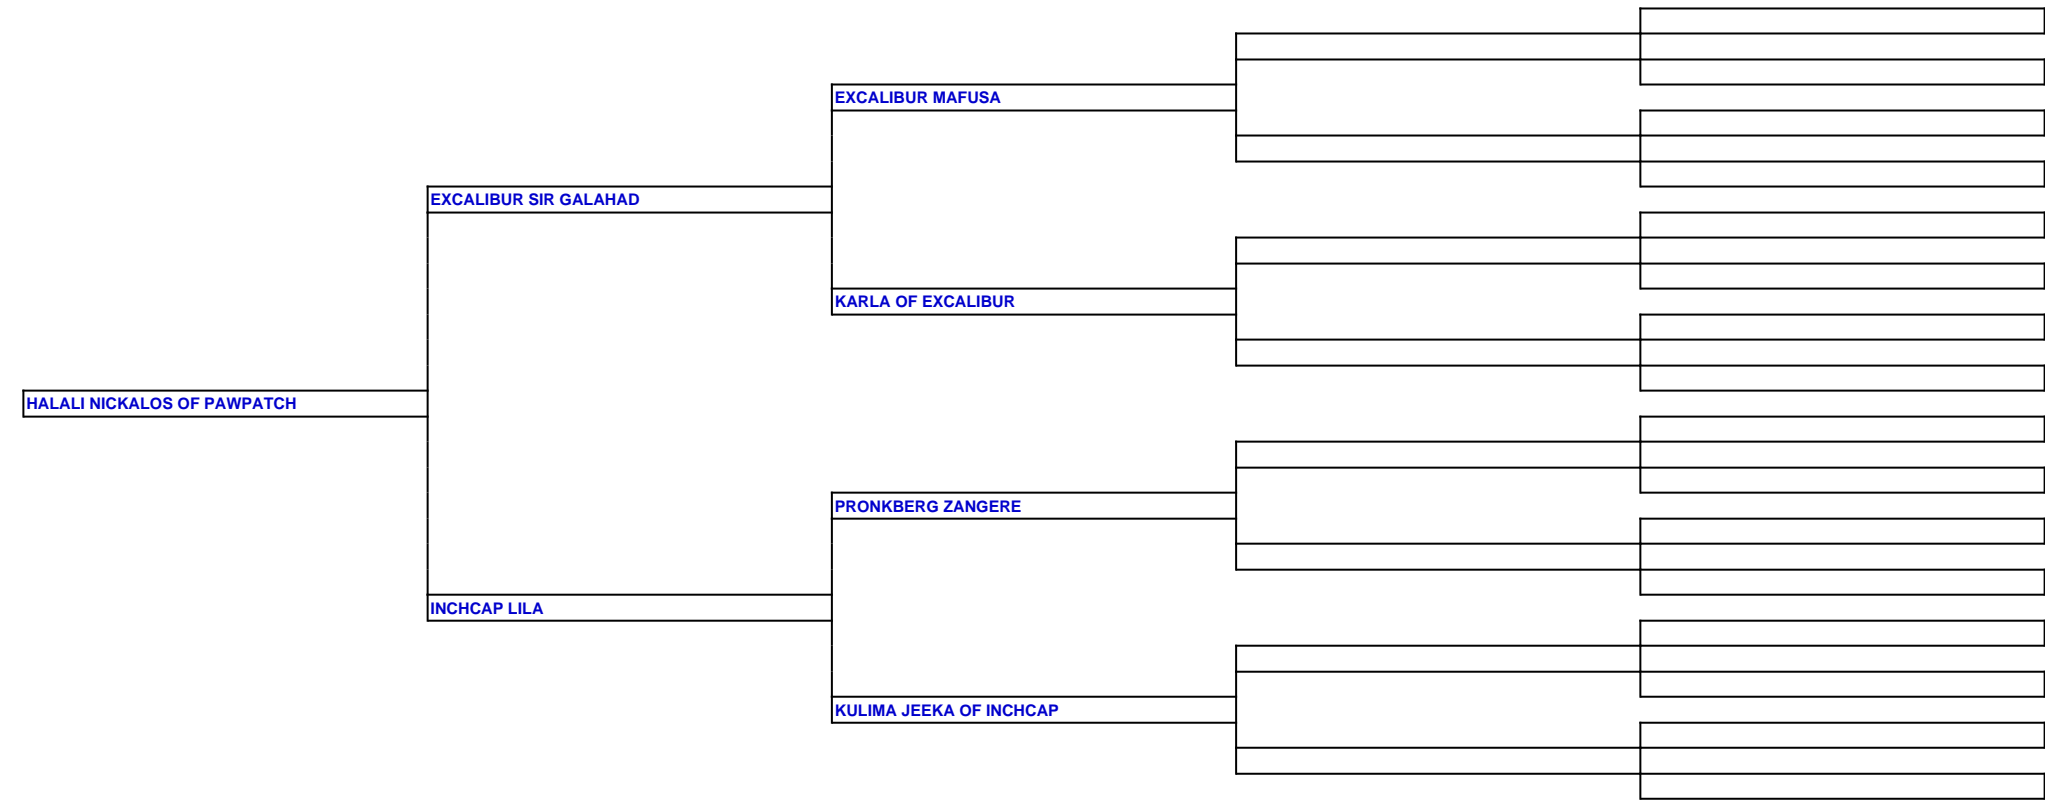 EXCALIBUR MAFUSA
EXCALIBUR SIR GALAHAD
KARLA OF EXCALIBUR
HALALI NICKALOS OF PAWPATCH
PRONKBERG ZANGERE
INCHCAP LILA
KULIMA JEEKA OF INCHCAP